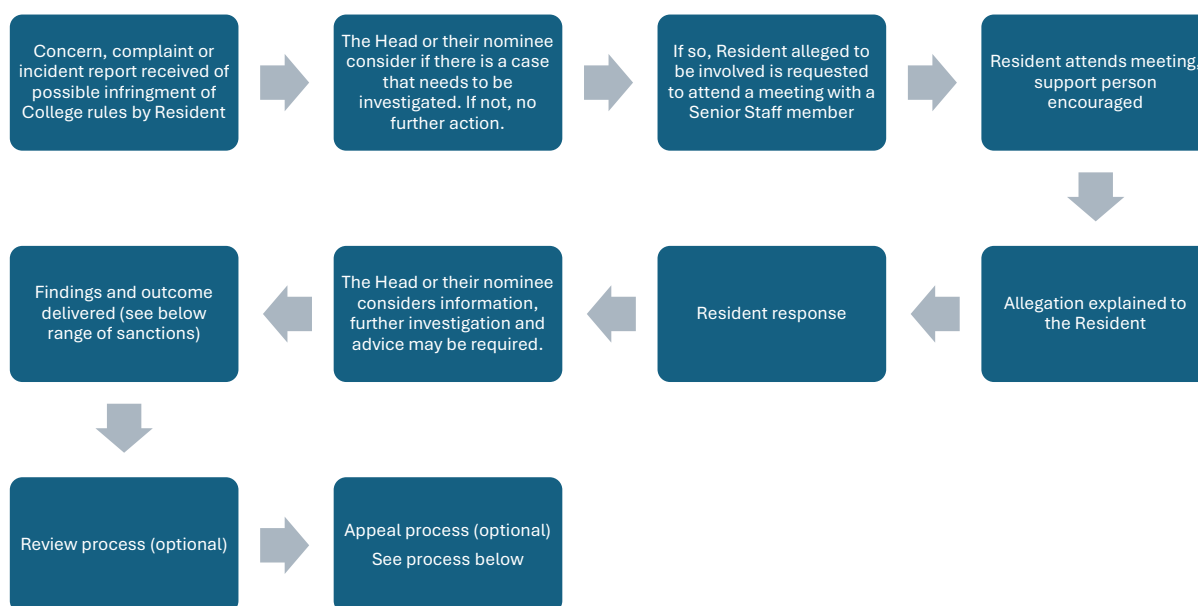 Concern, complaint or
incident report received of
possible infringment of
College rules by Resident
The Head or their nominee
consider if there is a case
that needs to be
investigated. If not, no
further action.
If so, Resident alleged to
be involved is requested
to attend a meeting with a
Senior Staff member
Resident attends meeting,
support person
encouraged
Allegation explained to
the Resident
Resident response
The Head or their nominee
considers information,
further investigation and
advice may be required.
Findings and outcome
delivered (see below
range of sanctions)
Review process (optional)
Appeal process (optional)
See process below